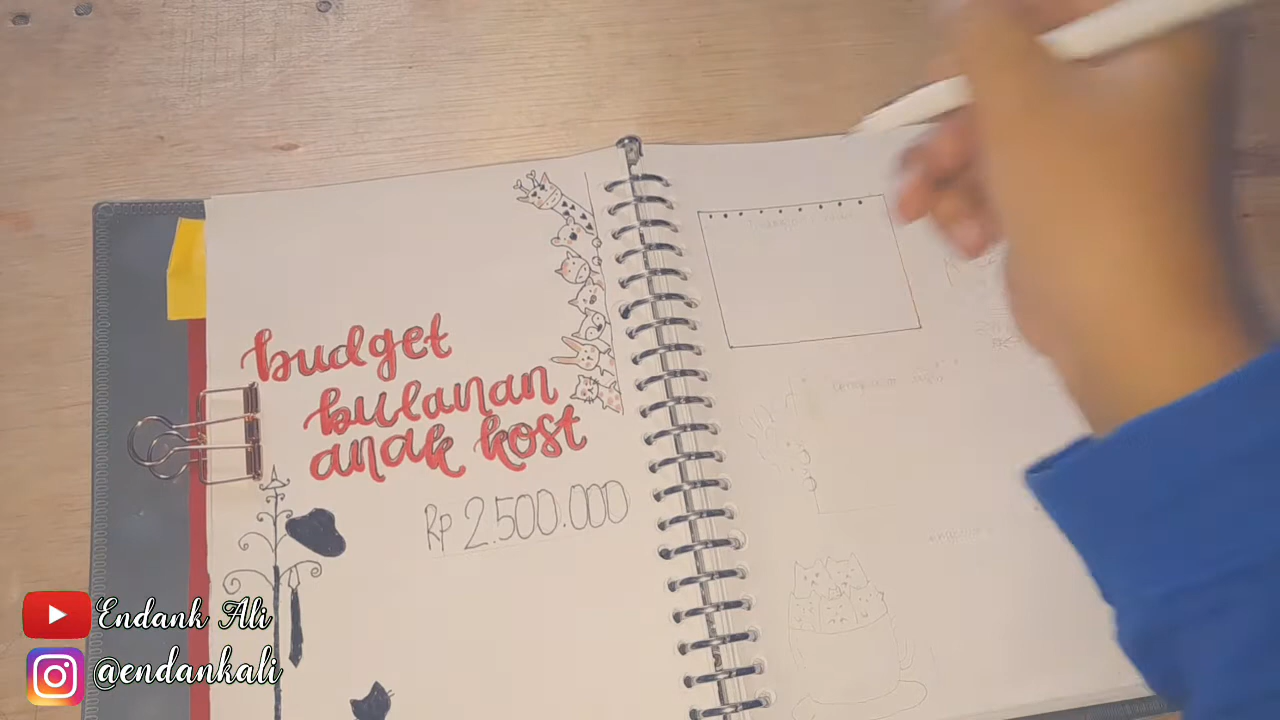 budget
bulanan
anak kost
Rp 2.500.000
Endank Ali
@endankali